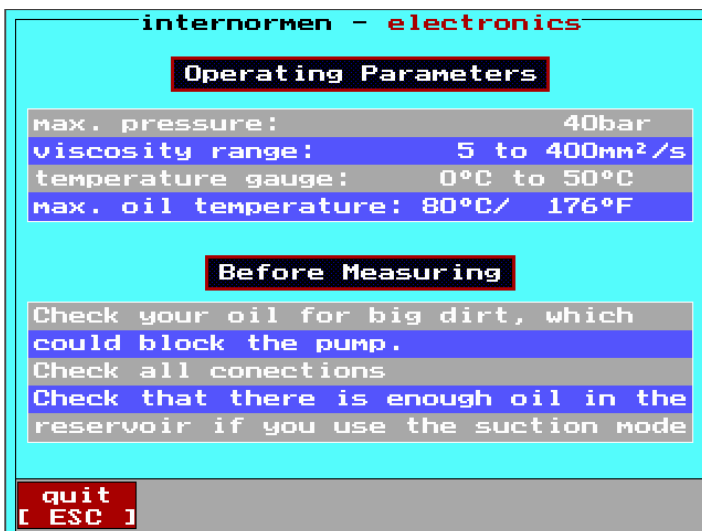 internormen - electronics
Operating Parameters
max. pressure: 40bar
viscosity range: 5 to 400mm²/s
temperature gauge: 0°C to 50°C
max. oil temperature: 80°C/ 176°F
Before Measuring
Check your oil for big dirt, which
could block the pump.
Check all conections
Check that there is enough oil in the
reservoir if you use the suction mode
quit
[ ESC ]